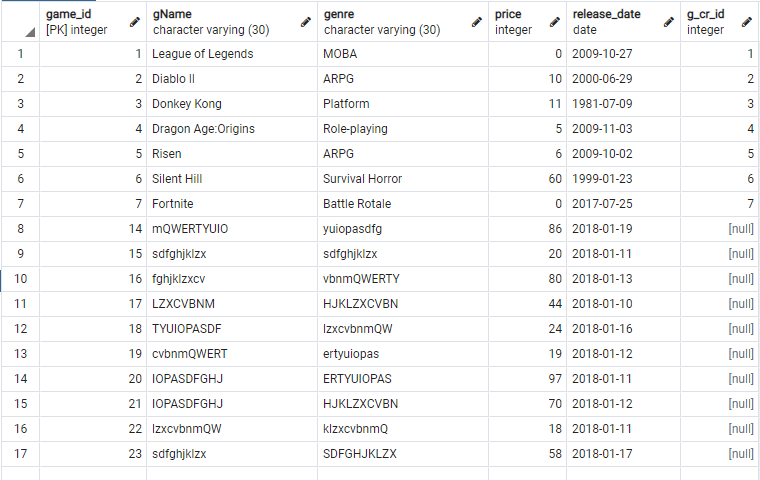 game_id gName genre price release_date g_cr_id
[PK] integer character varying (30) character varying (30) integer date integer
1 1 League of Legends MOBA 0 2009-10-27 1
2 2 Diablo II ARPG 10 2000-06-29 2
3 3 Donkey Kong Platform 11 1981-07-09 3
4 4 Dragon Age:Origins Role-playing 5 2009-11-03 4
5 5 Risen ARPG 6 2009-10-02 5
6 6 Silent Hill Survival Horror 60 1999-01-23 6
7 7 Fortnite Battle Rotale 0 2017-07-25 7
8 14 mQWERTYUIO yuiopasdfg 86 2018-01-19 [null]
9 15 sdfghjklzx sdfghjklzx 20 2018-01-11 [null]
10 16 fghjklzxcv vbnmQWERTY 80 2018-01-13 [null]
11 17 LZXCVBNM HJKLZXCVBN 44 2018-01-10 [null]
12 18 TYUIOPASDF lzxcvbnmQW 24 2018-01-16 [null]
13 19 cvbnmQWERT ertyuiopas 19 2018-01-12 [null]
14 20 IOPASDFGHJ ERTYUIOPAS 97 2018-01-11 [null]
15 21 IOPASDFGHJ HJKLZXCVBN 70 2018-01-12 [null]
16 22 lzxcvbnmQW klzxcvbnmQ 18 2018-01-11 [null]
17 23 sdfghjklzx SDFGHJKLZX 58 2018-01-17 [null]